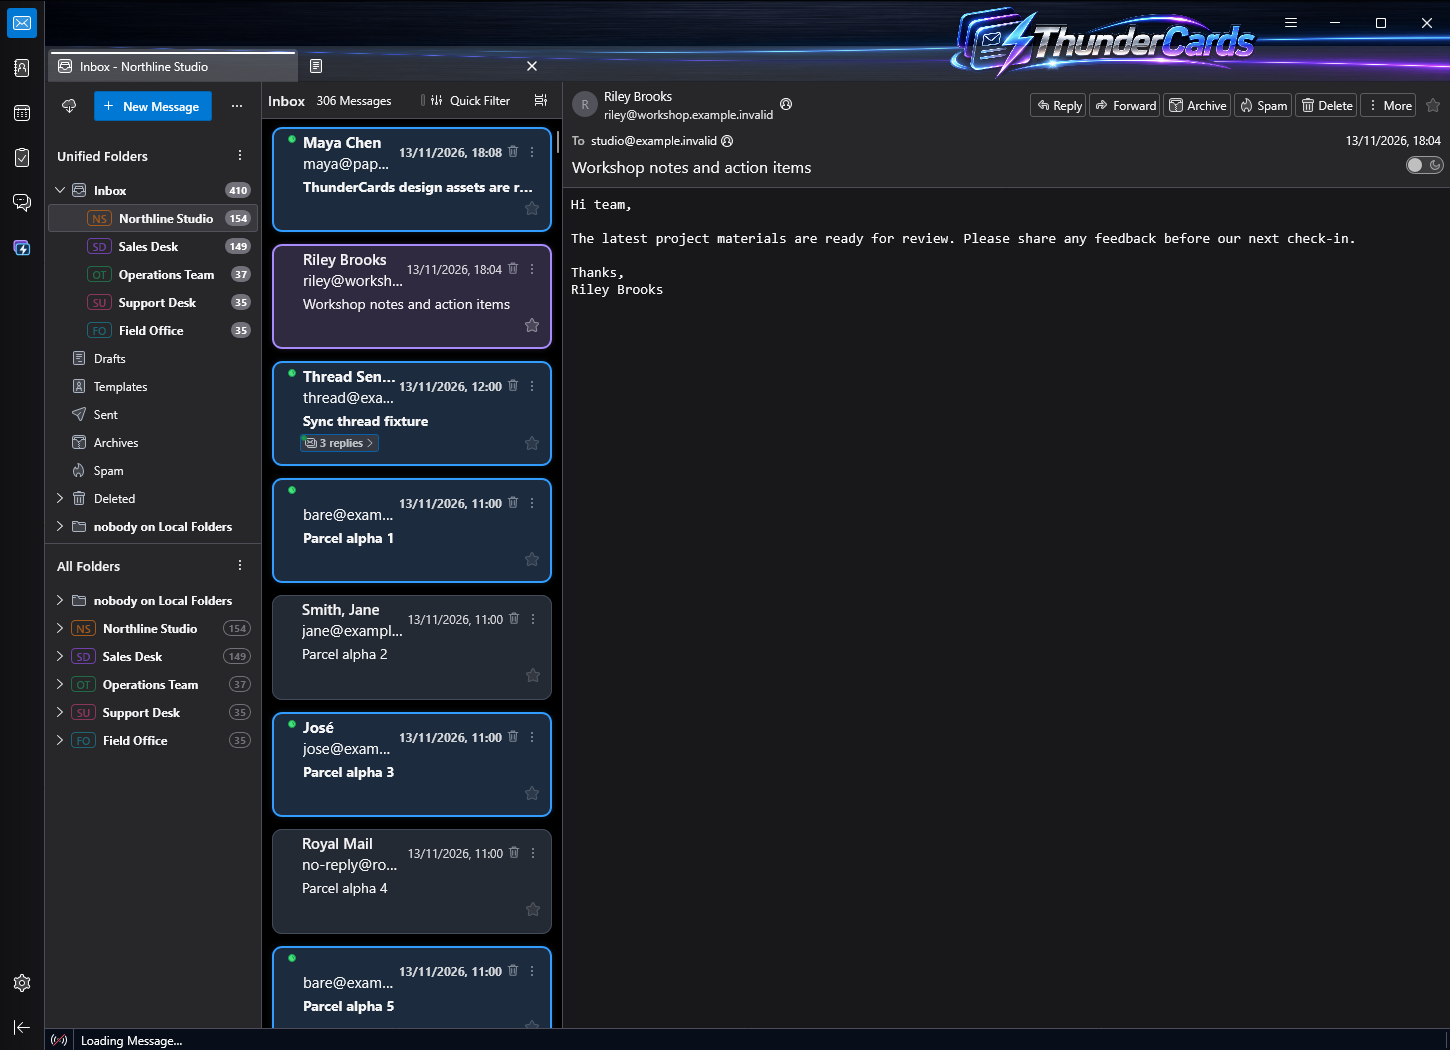 ThunderCards
Inbox - Northline Studio
New Message
Unified Folders
Inbox 410
NS Northline Studio 154
SD Sales Desk 149
OT Operations Team 37
SU Support Desk 35
FO Field Office 35
Drafts
Templates
Sent
Archives
Spam
Deleted
nobody on Local Folders
All Folders
nobody on Local Folders
NS Northline Studio 154
SD Sales Desk 149
OT Operations Team 37
SU Support Desk 35
FO Field Office 35
Inbox 306 Messages Quick Filter
Maya Chen
13/11/2026, 18:08
maya@pap...
ThunderCards design assets are r...
Riley Brooks
13/11/2026, 18:04
riley@worksh...
Workshop notes and action items
Thread Sen...
13/11/2026, 12:00
thread@exa...
Sync thread fixture
3 replies
13/11/2026, 11:00
bare@exam...
Parcel alpha 1
Smith, Jane
13/11/2026, 11:00
jane@exampl...
Parcel alpha 2
José
13/11/2026, 11:00
jose@exam...
Parcel alpha 3
Royal Mail
13/11/2026, 11:00
no-reply@ro...
Parcel alpha 4
13/11/2026, 11:00
bare@exam...
Parcel alpha 5
R
Riley Brooks
riley@workshop.example.invalid
Reply Forward Archive Spam Delete More
To studio@example.invalid
13/11/2026, 18:04
Workshop notes and action items
Hi team,
The latest project materials are ready for review. Please share any feedback before our next check-in.
Thanks,
Riley Brooks
Loading Message...